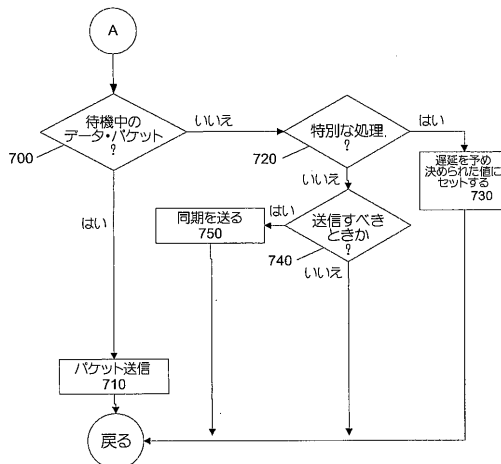 A
待機中の
データ・パケット
?
700
いいえ
特別な処理
?
720
はい
遅延を予め
決められた値に
セットする
730
いいえ
はい
同期を送る
750
はい
送信すべき
ときか
?
740
いいえ
パケット送信
710
戻る